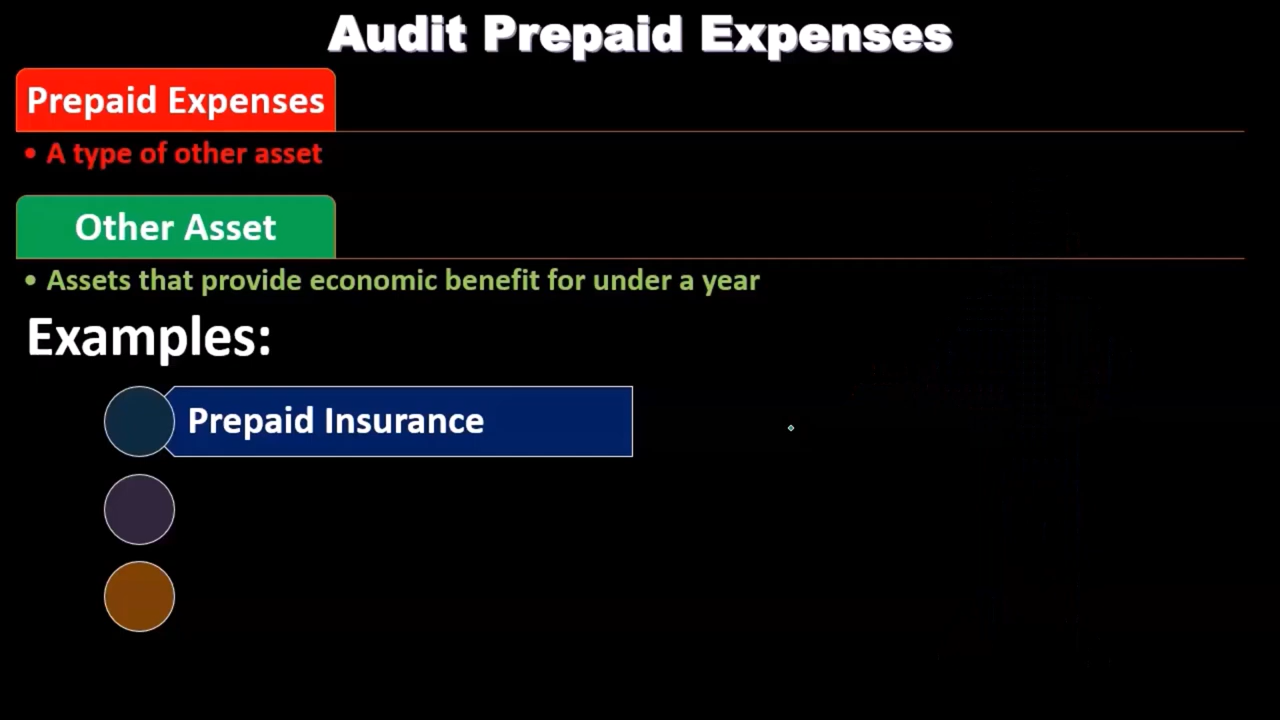 Audit Prepaid Expenses
Prepaid Expenses
• A type of other asset
Other Asset
• Assets that provide economic benefit for under a year
Examples:
Prepaid Insurance